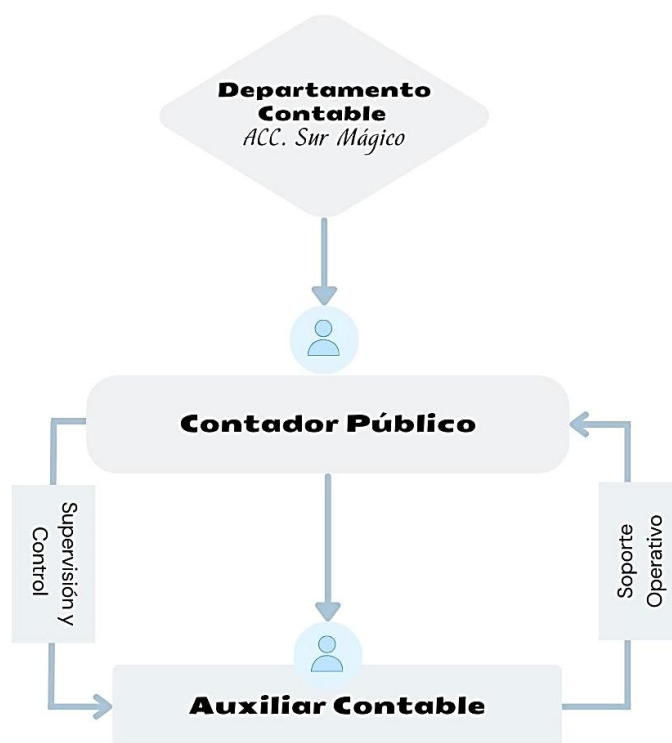 Departamento
Contable
ACC. Sur Mágico
Contador Público
Supervisión y
Control
Soporte
Operativo
Auxiliar Contable